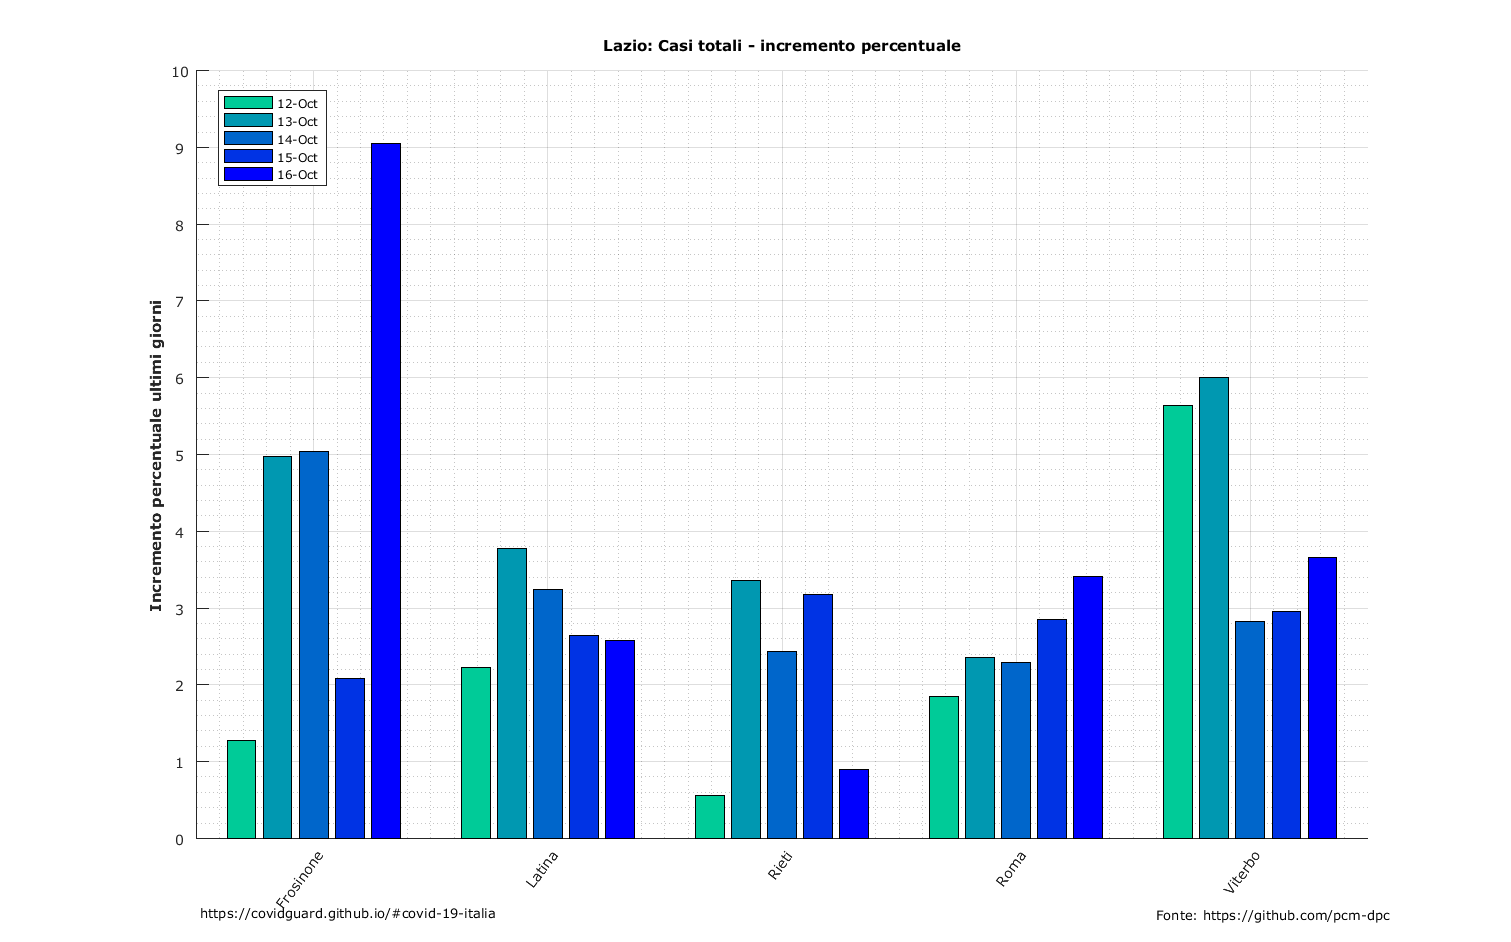 Lazio: Casi totali - incremento percentuale
Incremento percentuale ultimi giorni
10
9
8
7
6
5
4
3
2
1
0
12-Oct
13-Oct
14-Oct
15-Oct
16-Oct
Frosinone
Latina
Rieti
Roma
Viterbo
https://covidguard.github.io/#covid-19-italia
Fonte: https://github.com/pcm-dpc